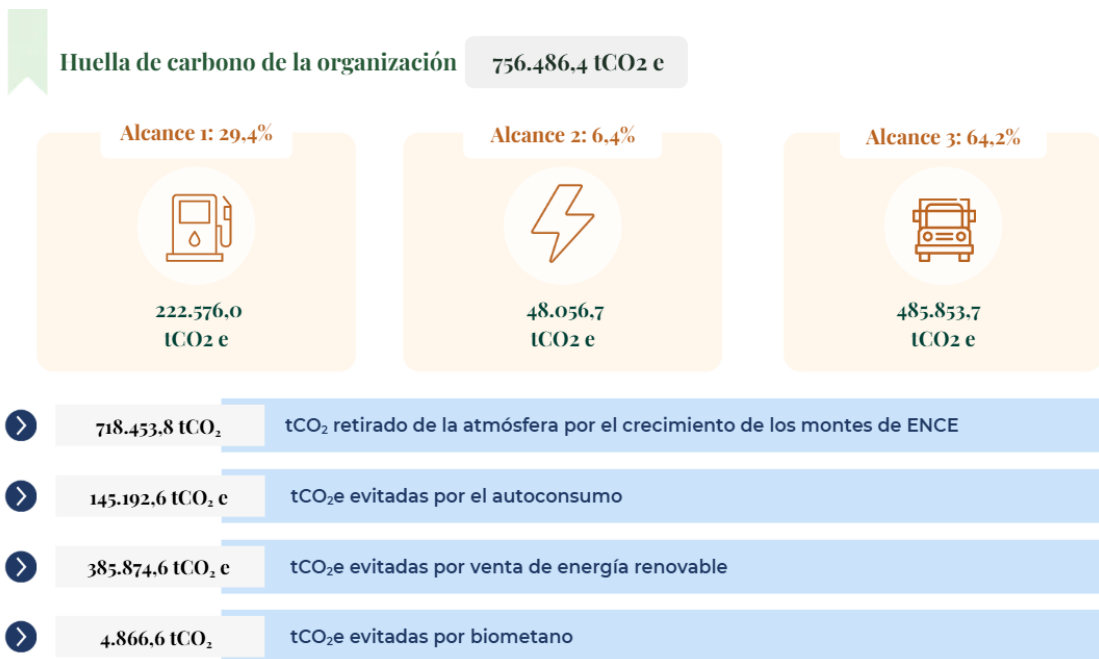 Huella de carbono de la organización 756.486,4 tCO2 e
Alcance 1: 29,4%
222.576,0
tCO2 e
Alcance 2: 6,4%
48.056,7
tCO2 e
Alcance 3: 64,2%
485.853,7
tCO2 e
718.453,8 tCO₂ tCO₂ retirado de la atmósfera por el crecimiento de los montes de ENCE
145.192,6 tCO₂ e tCO₂e evitadas por el autoconsumo
385.874,6 tCO₂ e tCO₂e evitadas por venta de energía renovable
4.866,6 tCO₂ tCO₂e evitadas por biometano